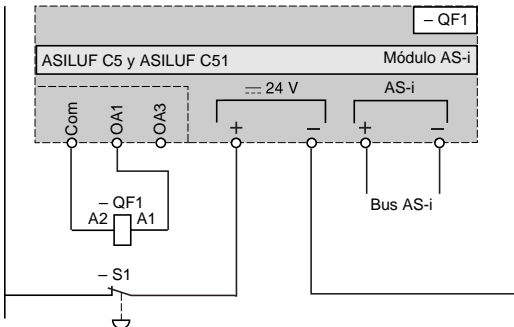 – QF1
ASILUF C5 y ASILUF C51 Módulo AS-i
24 V AS-i
Com OA1 OA3 + – + –
Bus AS-i
– QF1
A2 A1
– S1